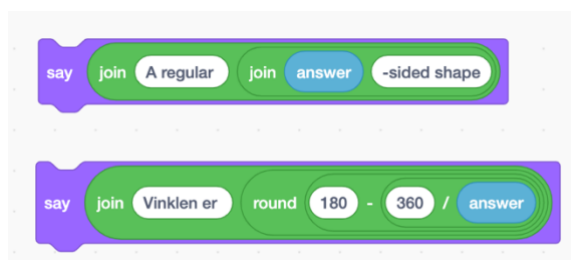 say join A regular join answer -sided shape
say join Vinklen er round 180 - 360 / answer